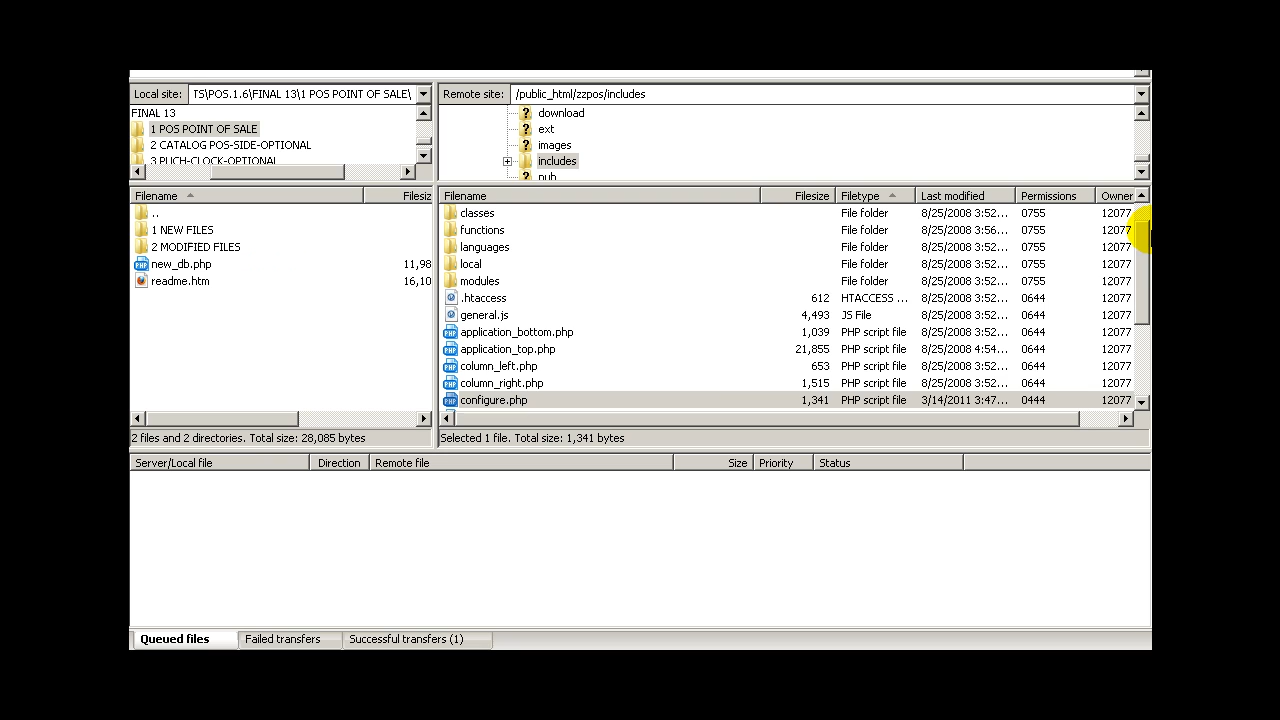 Local site: TS\POS.1.6\FINAL 13\1 POS POINT OF SALE\
FINAL 13
1 POS POINT OF SALE
2 CATALOG POS-SIDE-OPTIONAL
3 PUCH-CLOCK-OPTIONAL
Remote site: /public_html/zzpos/includes
download
ext
images
includes
pub
Filename Filesiz
..
1 NEW FILES
2 MODIFIED FILES
new_db.php 11,98
readme.htm 16,10
2 files and 2 directories. Total size: 28,085 bytes
Filename Filesize Filetype Last modified Permissions Owner
classes File folder 8/25/2008 3:52... 0755 12077
functions File folder 8/25/2008 3:56... 0755 12077
languages File folder 8/25/2008 3:52... 0755 12077
local File folder 8/25/2008 3:52... 0755 12077
modules File folder 8/25/2008 3:52... 0755 12077
.htaccess 612 HTACCESS ... 8/25/2008 3:52... 0644 12077
general.js 4,493 JS File 8/25/2008 3:52... 0644 12077
application_bottom.php 1,039 PHP script file 8/25/2008 3:52... 0644 12077
application_top.php 21,855 PHP script file 8/25/2008 4:54... 0644 12077
column_left.php 653 PHP script file 8/25/2008 3:52... 0644 12077
column_right.php 1,515 PHP script file 8/25/2008 3:52... 0644 12077
configure.php 1,341 PHP script file 3/14/2011 3:47... 0444 12077
Selected 1 file. Total size: 1,341 bytes
Server/Local file Direction Remote file Size Priority Status
Queued files Failed transfers Successful transfers (1)